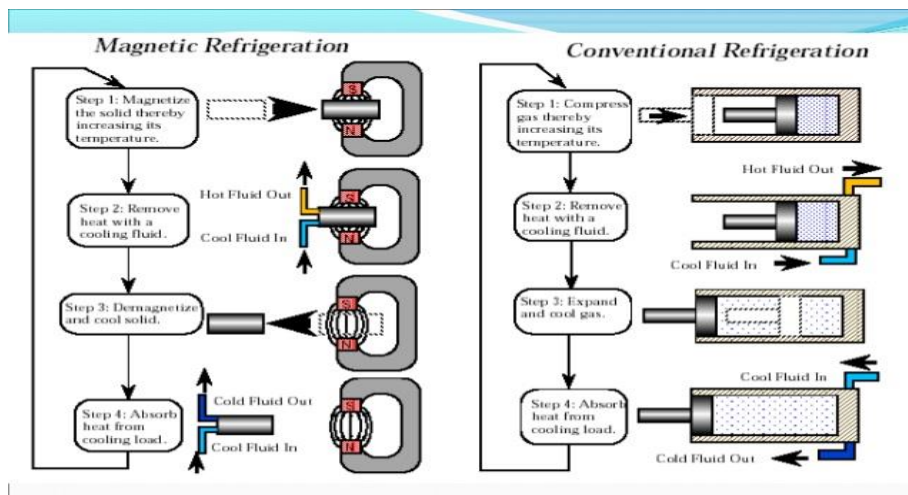 Magnetic Refrigeration
Step 1: Magnetize
the solid thereby
increasing its
temperature.
S
N
Step 2: Remove
heat with a
cooling fluid.
Hot Fluid Out
Cool Fluid In
S
N
Step 3: Demagnetize
and cool solid.
S
N
Step 4: Absorb
heat from
cooling load.
Cold Fluid Out
Cool Fluid In
S
N
Conventional Refrigeration
Step 1: Compress
gas thereby
increasing its
temperature.
Step 2: Remove
heat with a
cooling fluid.
Hot Fluid Out
Cool Fluid In
Step 3: Expand
and cool gas.
Step 4: Absorb
heat from
cooling load.
Cool Fluid In
Cold Fluid Out